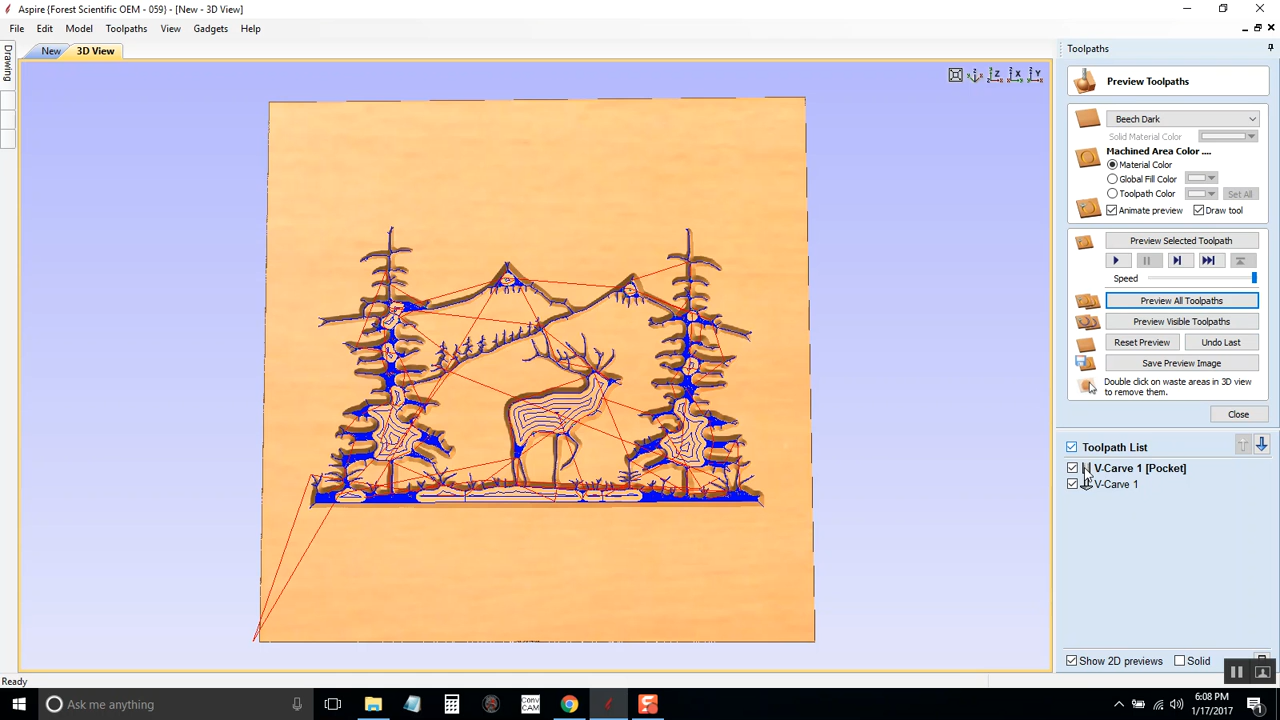 Aspire {Forest Scientific OEM - 059} - [New - 3D View]
File Edit Model Toolpaths View Gadgets Help
Drawing
New 3D View
Z X Y
Toolpaths
Preview Toolpaths
Beech Dark
Solid Material Color
Machined Area Color ....
Material Color
Global Fill Color
Toolpath Color Set All
Animate preview Draw tool
Preview Selected Toolpath
Speed
Preview All Toolpaths
Preview Visible Toolpaths
Reset Preview Undo Last
Save Preview Image
Double click on waste areas in 3D view
to remove them.
Close
Toolpath List
V-Carve 1 [Pocket]
V-Carve 1
Show 2D previews Solid
Ready
Ask me anything
Conv
CAM
6:08 PM
1/17/2017